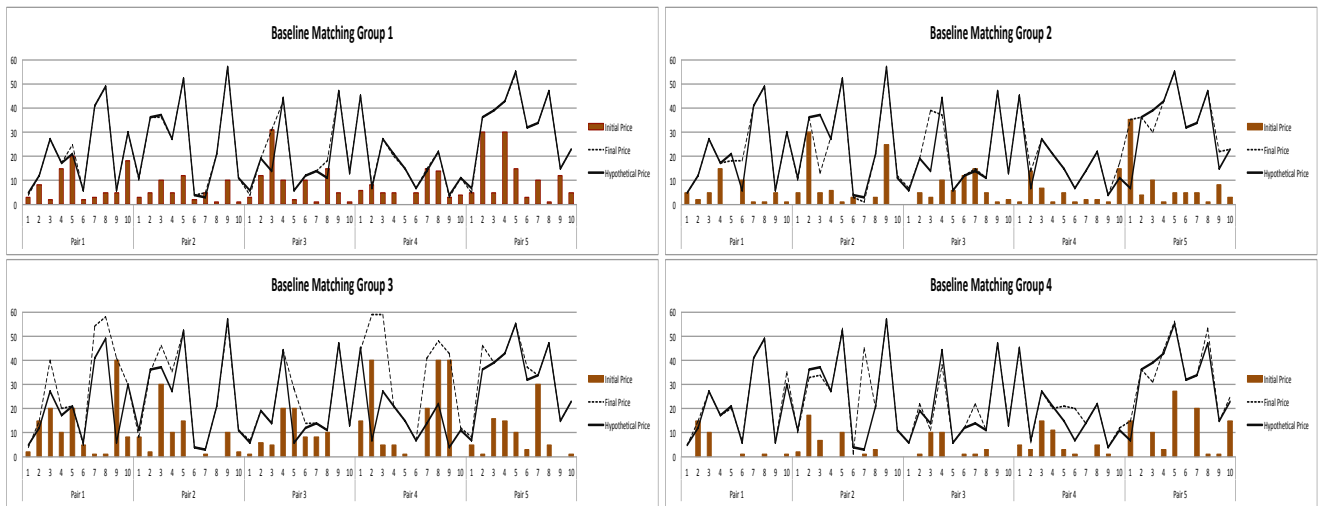 Baseline Matching Group 1
60
50
40
30
20
10
0
1 2 3 4 5 6 7 8 9 10 1 2 3 4 5 6 7 8 9 10 1 2 3 4 5 6 7 8 9 10 1 2 3 4 5 6 7 8 9 10 1 2 3 4 5 6 7 8 9 10
Pair 1 Pair 2 Pair 3 Pair 4 Pair 5
Initial Price
Final Price
Hypothetical Price
Baseline Matching Group 2
60
50
40
30
20
10
0
1 2 3 4 5 6 7 8 9 10 1 2 3 4 5 6 7 8 9 10 1 2 3 4 5 6 7 8 9 10 1 2 3 4 5 6 7 8 9 10 1 2 3 4 5 6 7 8 9 10
Pair 1 Pair 2 Pair 3 Pair 4 Pair 5
Initial Price
Final Price
Hypothetical Price
Baseline Matching Group 3
60
50
40
30
20
10
0
1 2 3 4 5 6 7 8 9 10 1 2 3 4 5 6 7 8 9 10 1 2 3 4 5 6 7 8 9 10 1 2 3 4 5 6 7 8 9 10 1 2 3 4 5 6 7 8 9 10
Pair 1 Pair 2 Pair 3 Pair 4 Pair 5
Initial Price
Final Price
Hypothetical Price
Baseline Matching Group 4
60
50
40
30
20
10
0
1 2 3 4 5 6 7 8 9 10 1 2 3 4 5 6 7 8 9 10 1 2 3 4 5 6 7 8 9 10 1 2 3 4 5 6 7 8 9 10 1 2 3 4 5 6 7 8 9 10
Pair 1 Pair 2 Pair 3 Pair 4 Pair 5
Initial Price
Final Price
Hypothetical Price